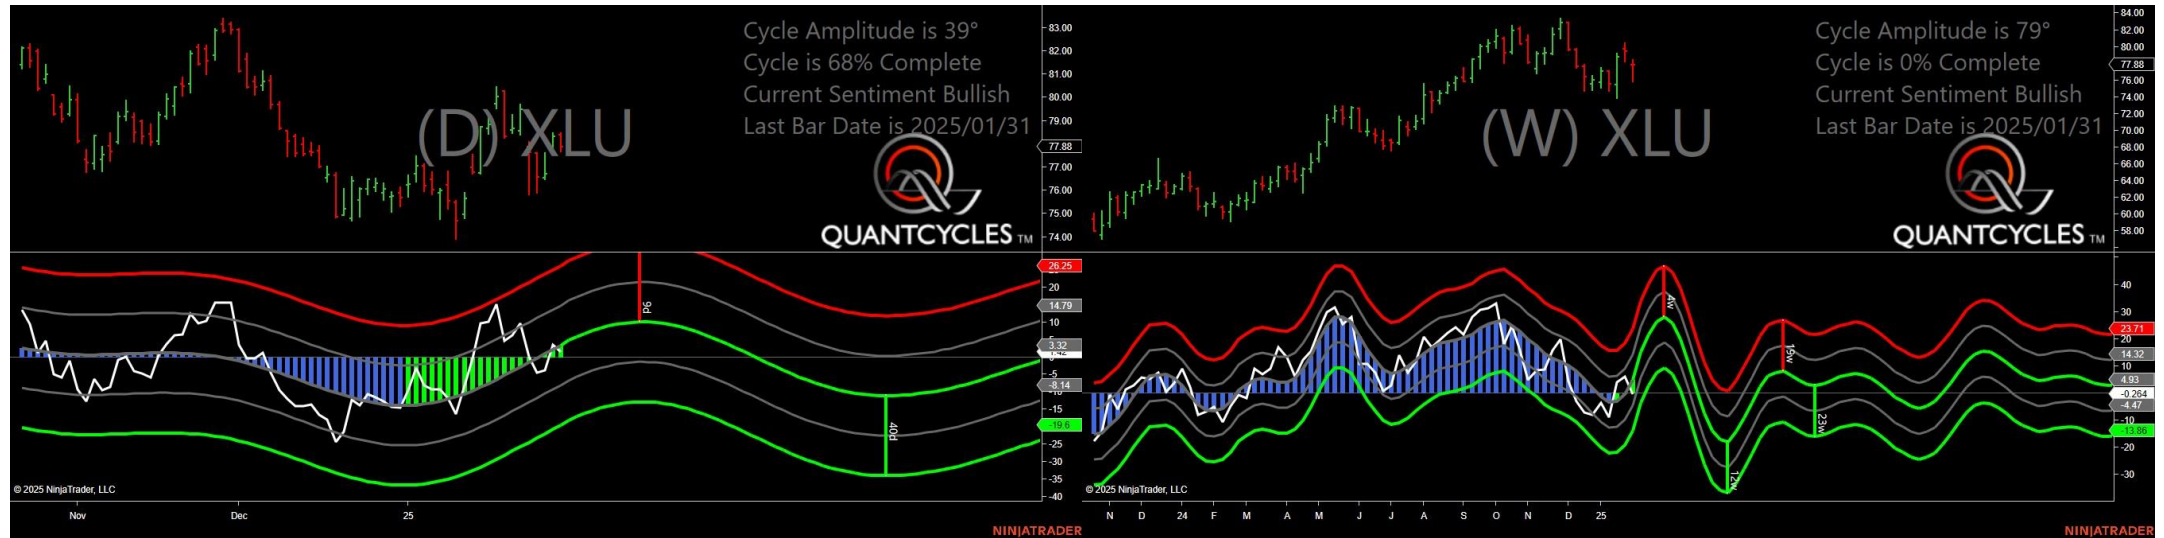 Cycle Amplitude is 39°
Cycle is 68% Complete
Current Sentiment Bullish
Last Bar Date is 2025/01/31
(D) XLU
QUANTCYCLES TM
83.00
82.00
81.00
80.00
79.00
77.88
77.00
76.00
75.00
74.00
26.25
20
14.79
10
3.32
-5
-8.14
-15
-19.6
-25
-30
-35
-40
9d
40d
© 2025 NinjaTrader, LLC
Nov
Dec
25
NINJATRADER
Cycle Amplitude is 79°
Cycle is 0% Complete
Current Sentiment Bullish
Last Bar Date is 2025/01/31
(W) XLU
QUANTCYCLES TM
84.00
82.00
80.00
77.88
76.00
74.00
72.00
70.00
68.00
66.00
64.00
62.00
60.00
58.00
40
30
23.71
20
14.32
10
4.93
-0.264
-4.47
-10
-13.86
-20
-30
4w
12w
19w
23w
© 2025 NinjaTrader, LLC
N D 24 F M A M J J A S O N D 25
NINJATRADER